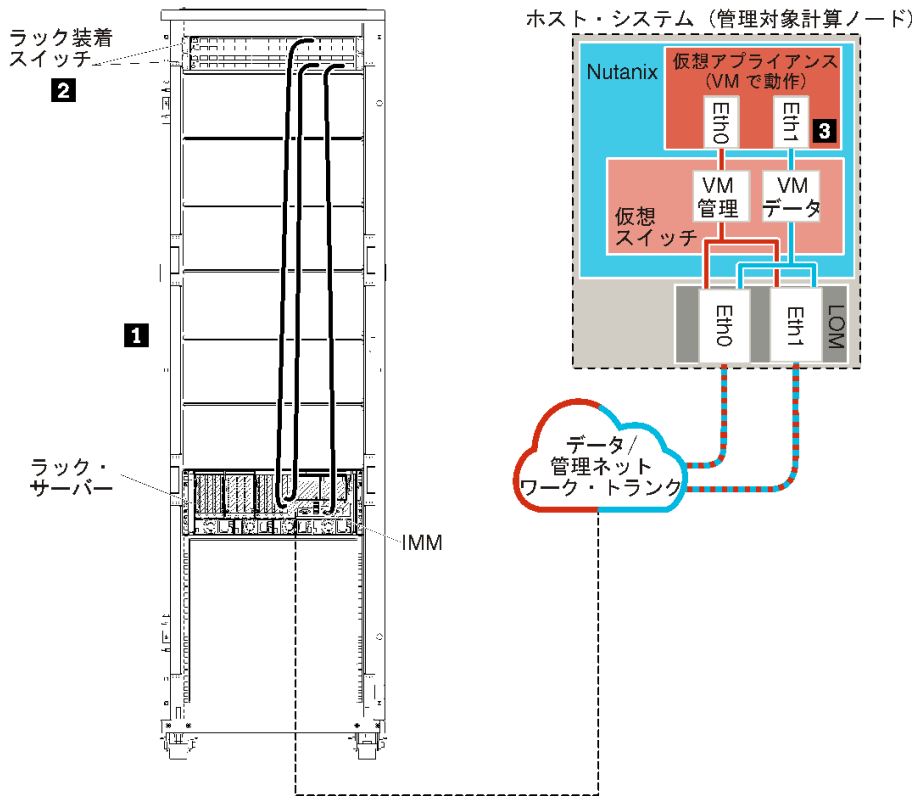 ラック装着
スイッチ
2
1
ラック・
サーバー
IMM
ホスト・システム（管理対象計算ノード）
Nutanix
仮想アプライアンス
(VM で動作)
Eth0
Eth1
3
VM
管理
VM
データ
仮想
スイッチ
Eth0
Eth1
LOM
データ/
管理ネット
ワーク・トランク